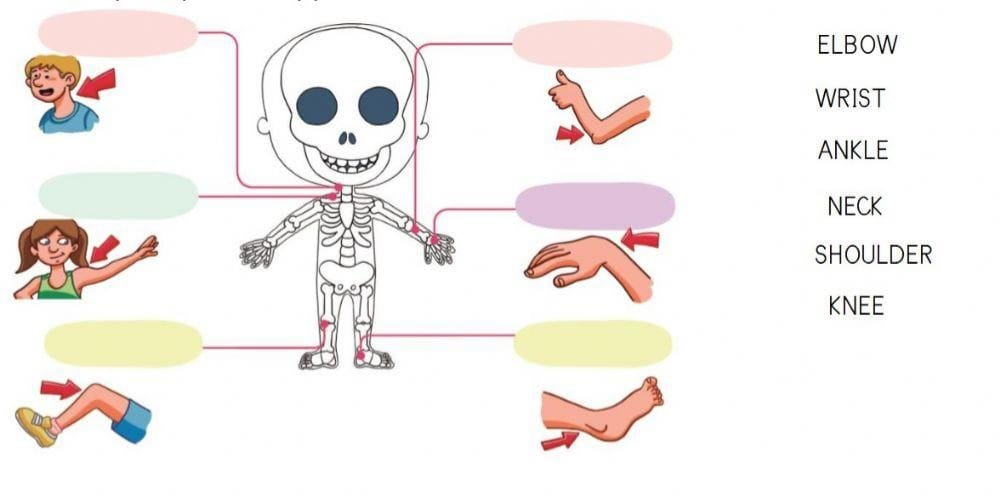 ELBOW
WRIST
ANKLE
NECK
SHOULDER
KNEE